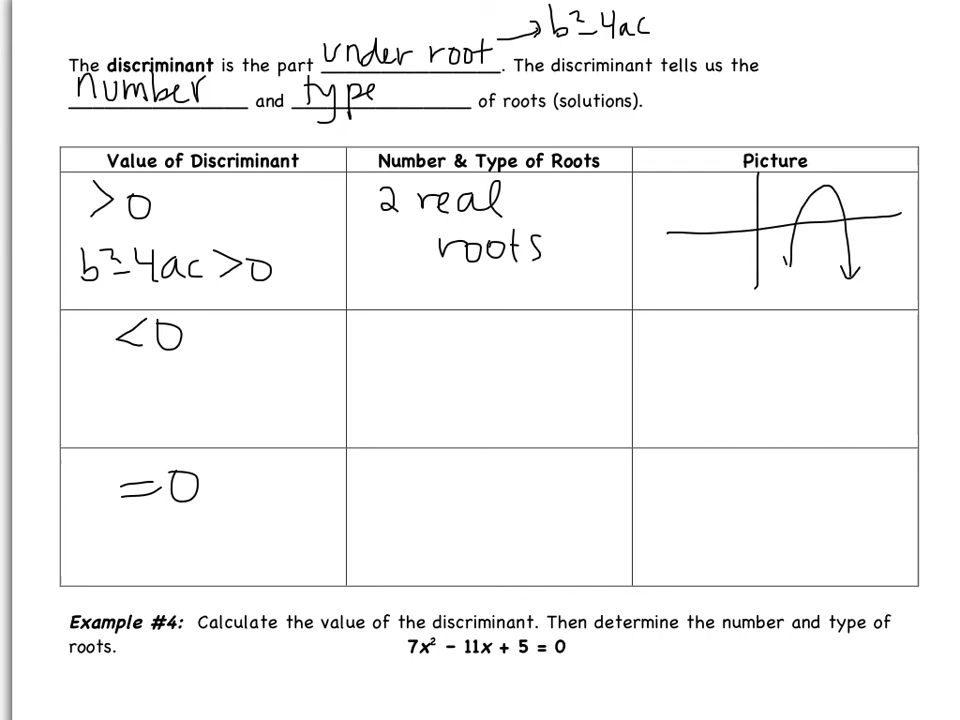 → b²-4ac
The discriminant is the part under root. The discriminant tells us the
number and type of roots (solutions).
Value of Discriminant Number & Type of Roots Picture
>0 2 real
b²-4ac >0 roots
<0
=0
Example #4: Calculate the value of the discriminant. Then determine the number and type of
roots. 7x² - 11x + 5 = 0